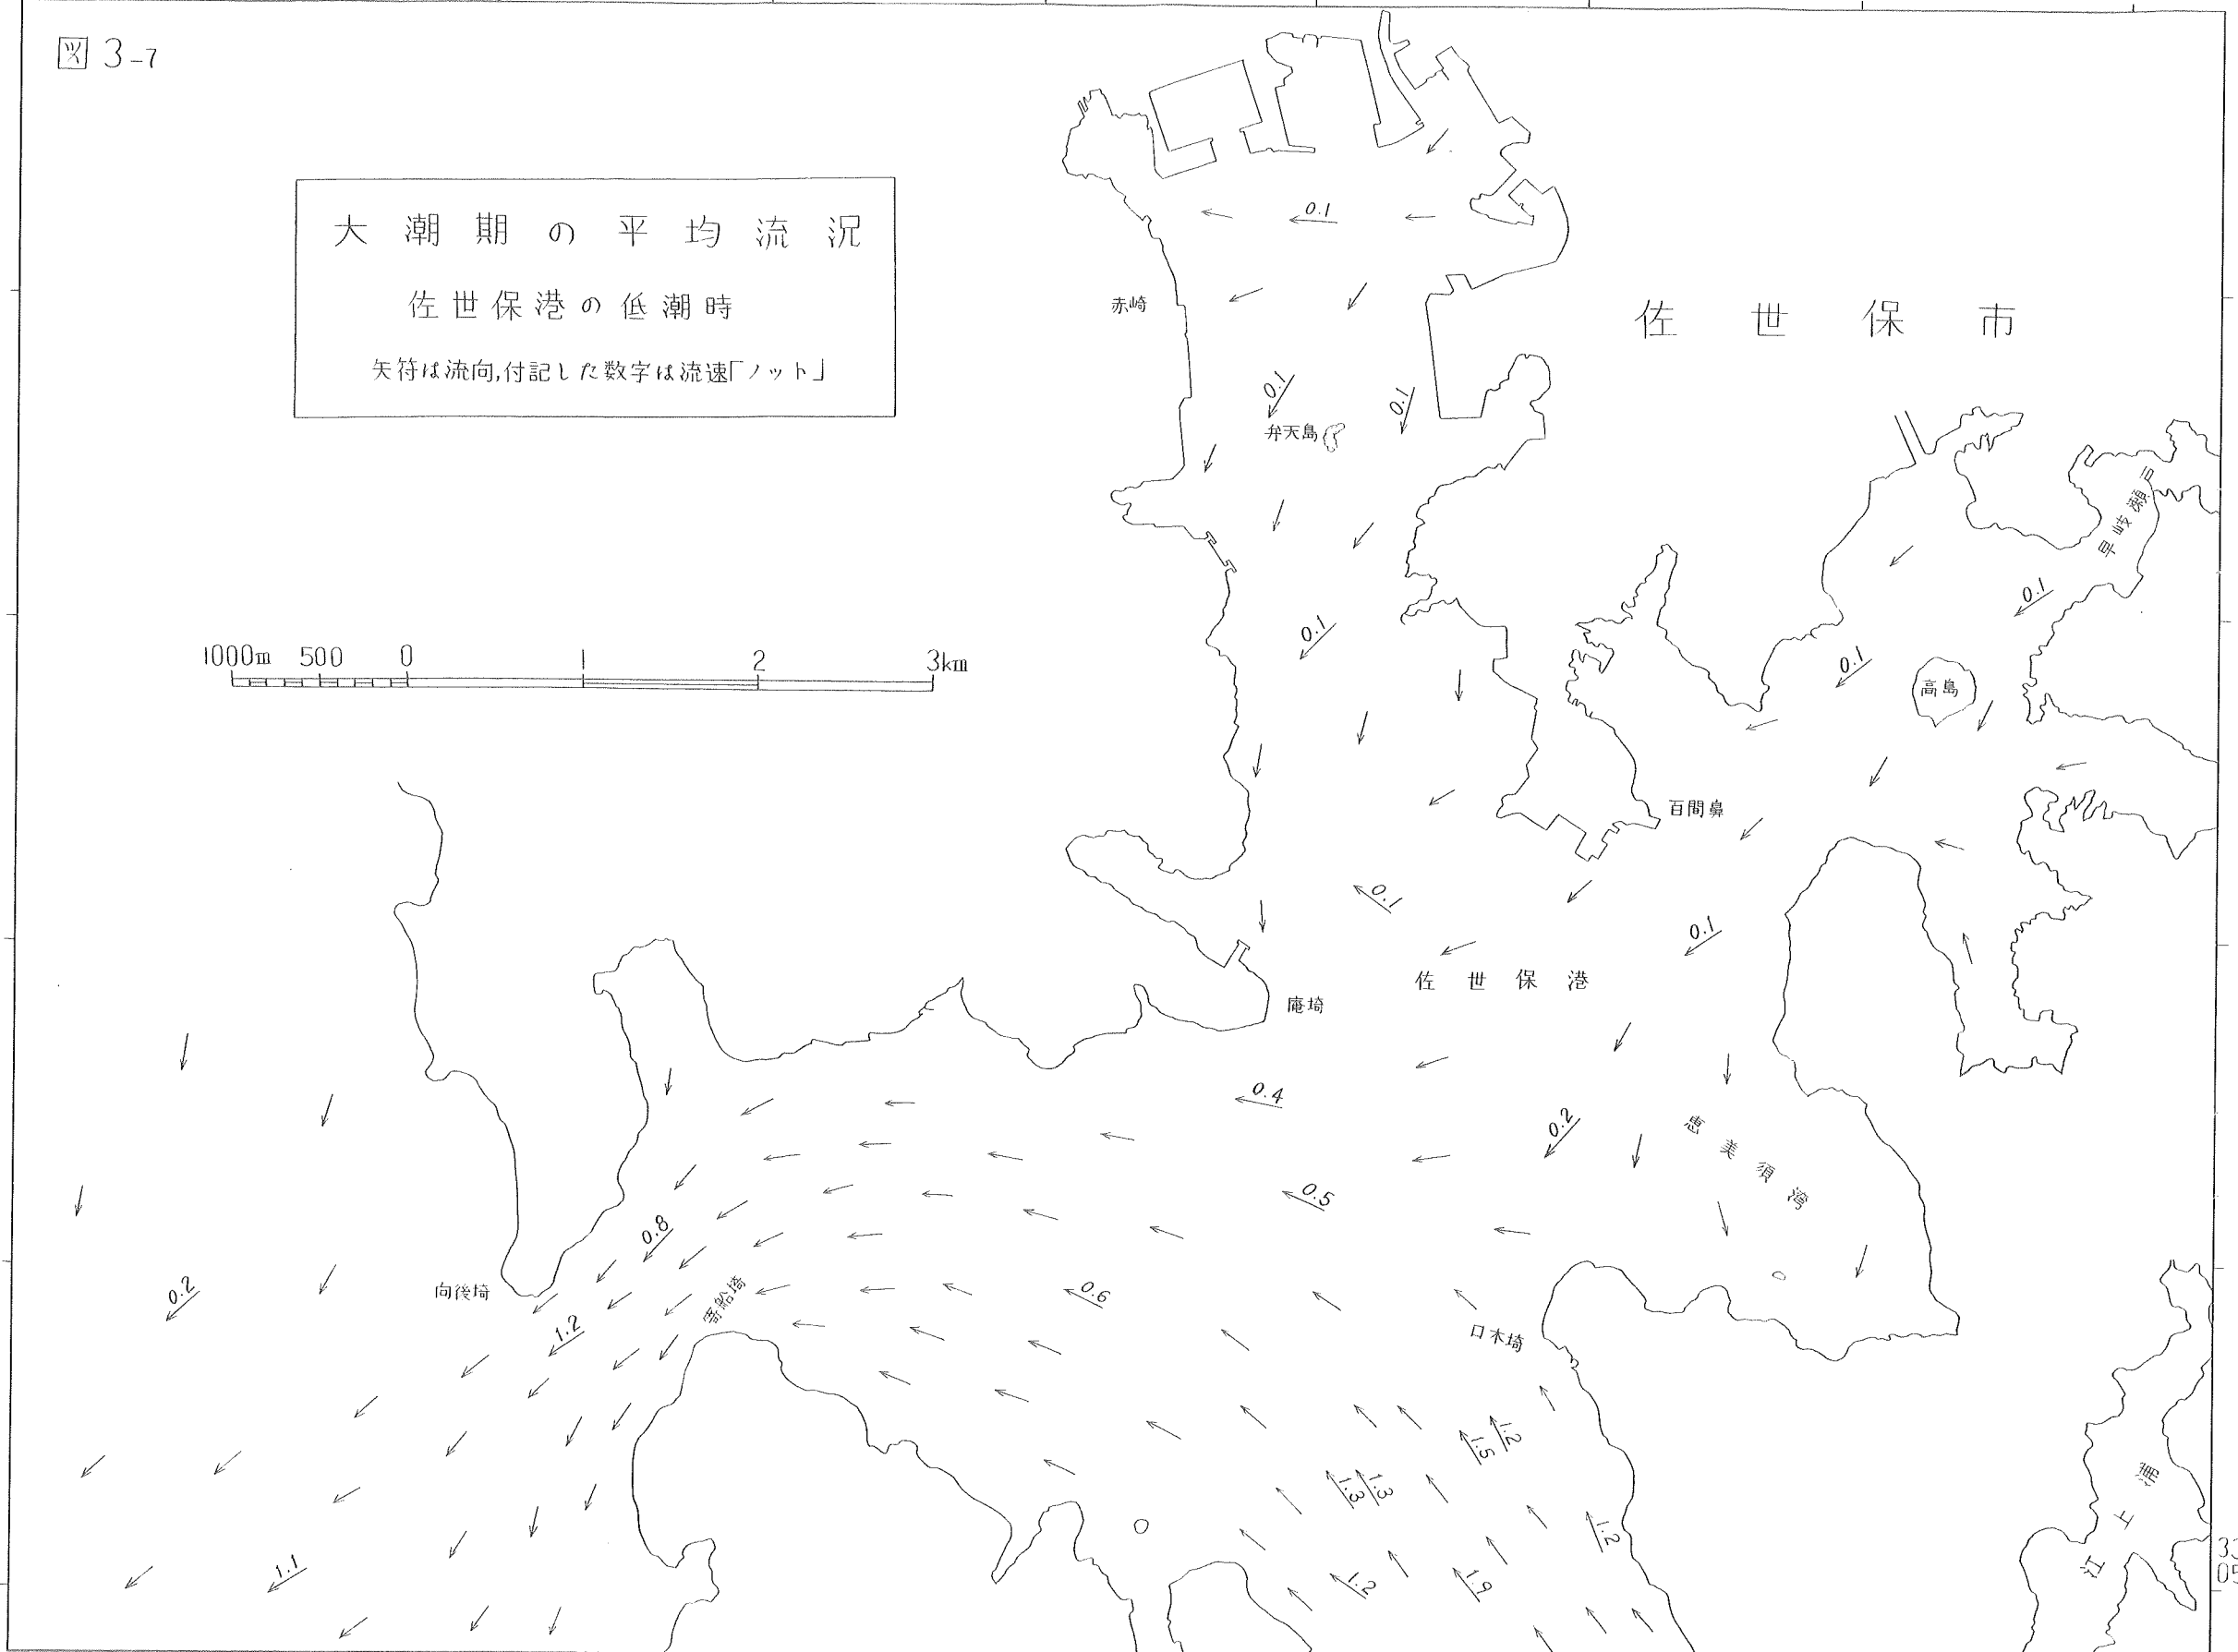 図 3-7
大潮期の平均流況
佐世保港の低潮時
矢符は流向,付記した数字は流速「ノット」
佐世保市
赤崎
0.1
0.1
0.1
弁天島
早岐瀬戸
0.1
0.1
0.1
高島
1000m 500 0 1 2 3km
百間鼻
0.1
0.1
佐世保港
庵埼
0.4
0.2
恵美須湾
0.5
0.8
0.6
0.2
向後埼
寄船埼
1.2
口木埼
1.2
1.5
1.3
1.3
1.2
1.1
1.2
1.9
江上浦
33
05